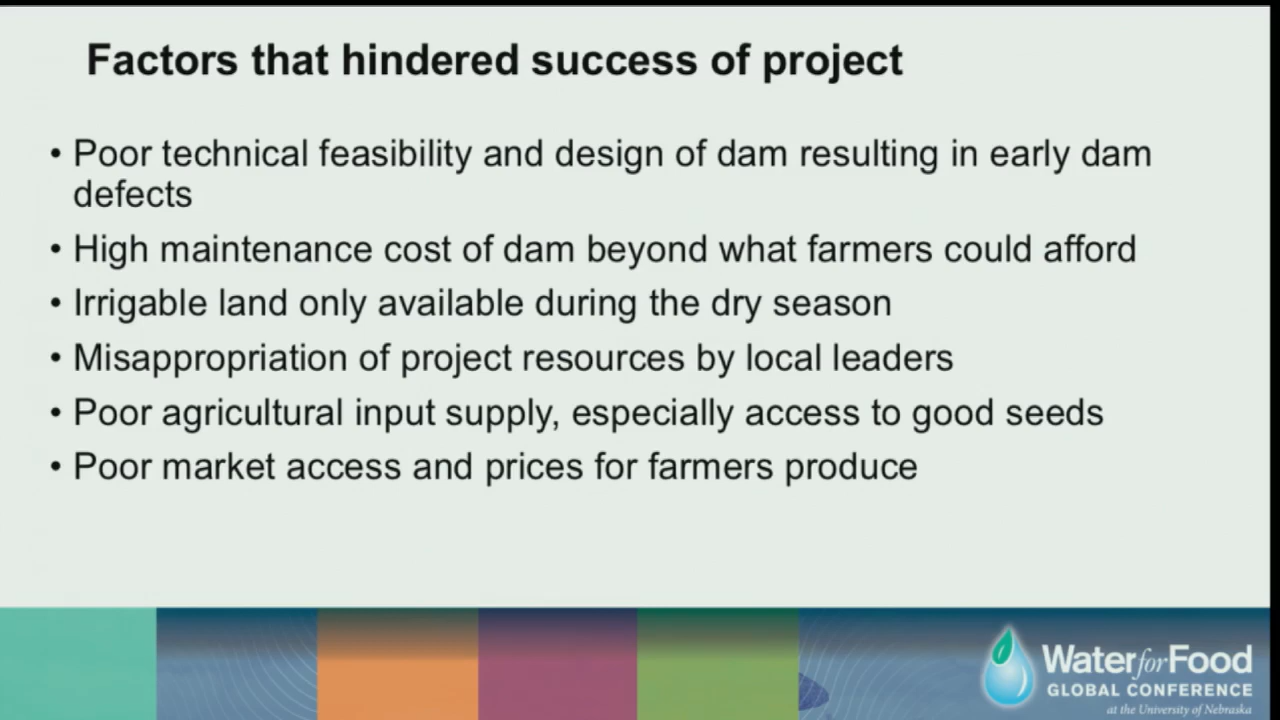 Factors that hindered success of project
• Poor technical feasibility and design of dam resulting in early dam
defects
• High maintenance cost of dam beyond what farmers could afford
• Irrigable land only available during the dry season
• Misappropriation of project resources by local leaders
• Poor agricultural input supply, especially access to good seeds
• Poor market access and prices for farmers produce
Water for Food
GLOBAL CONFERENCE
at the University of Nebraska